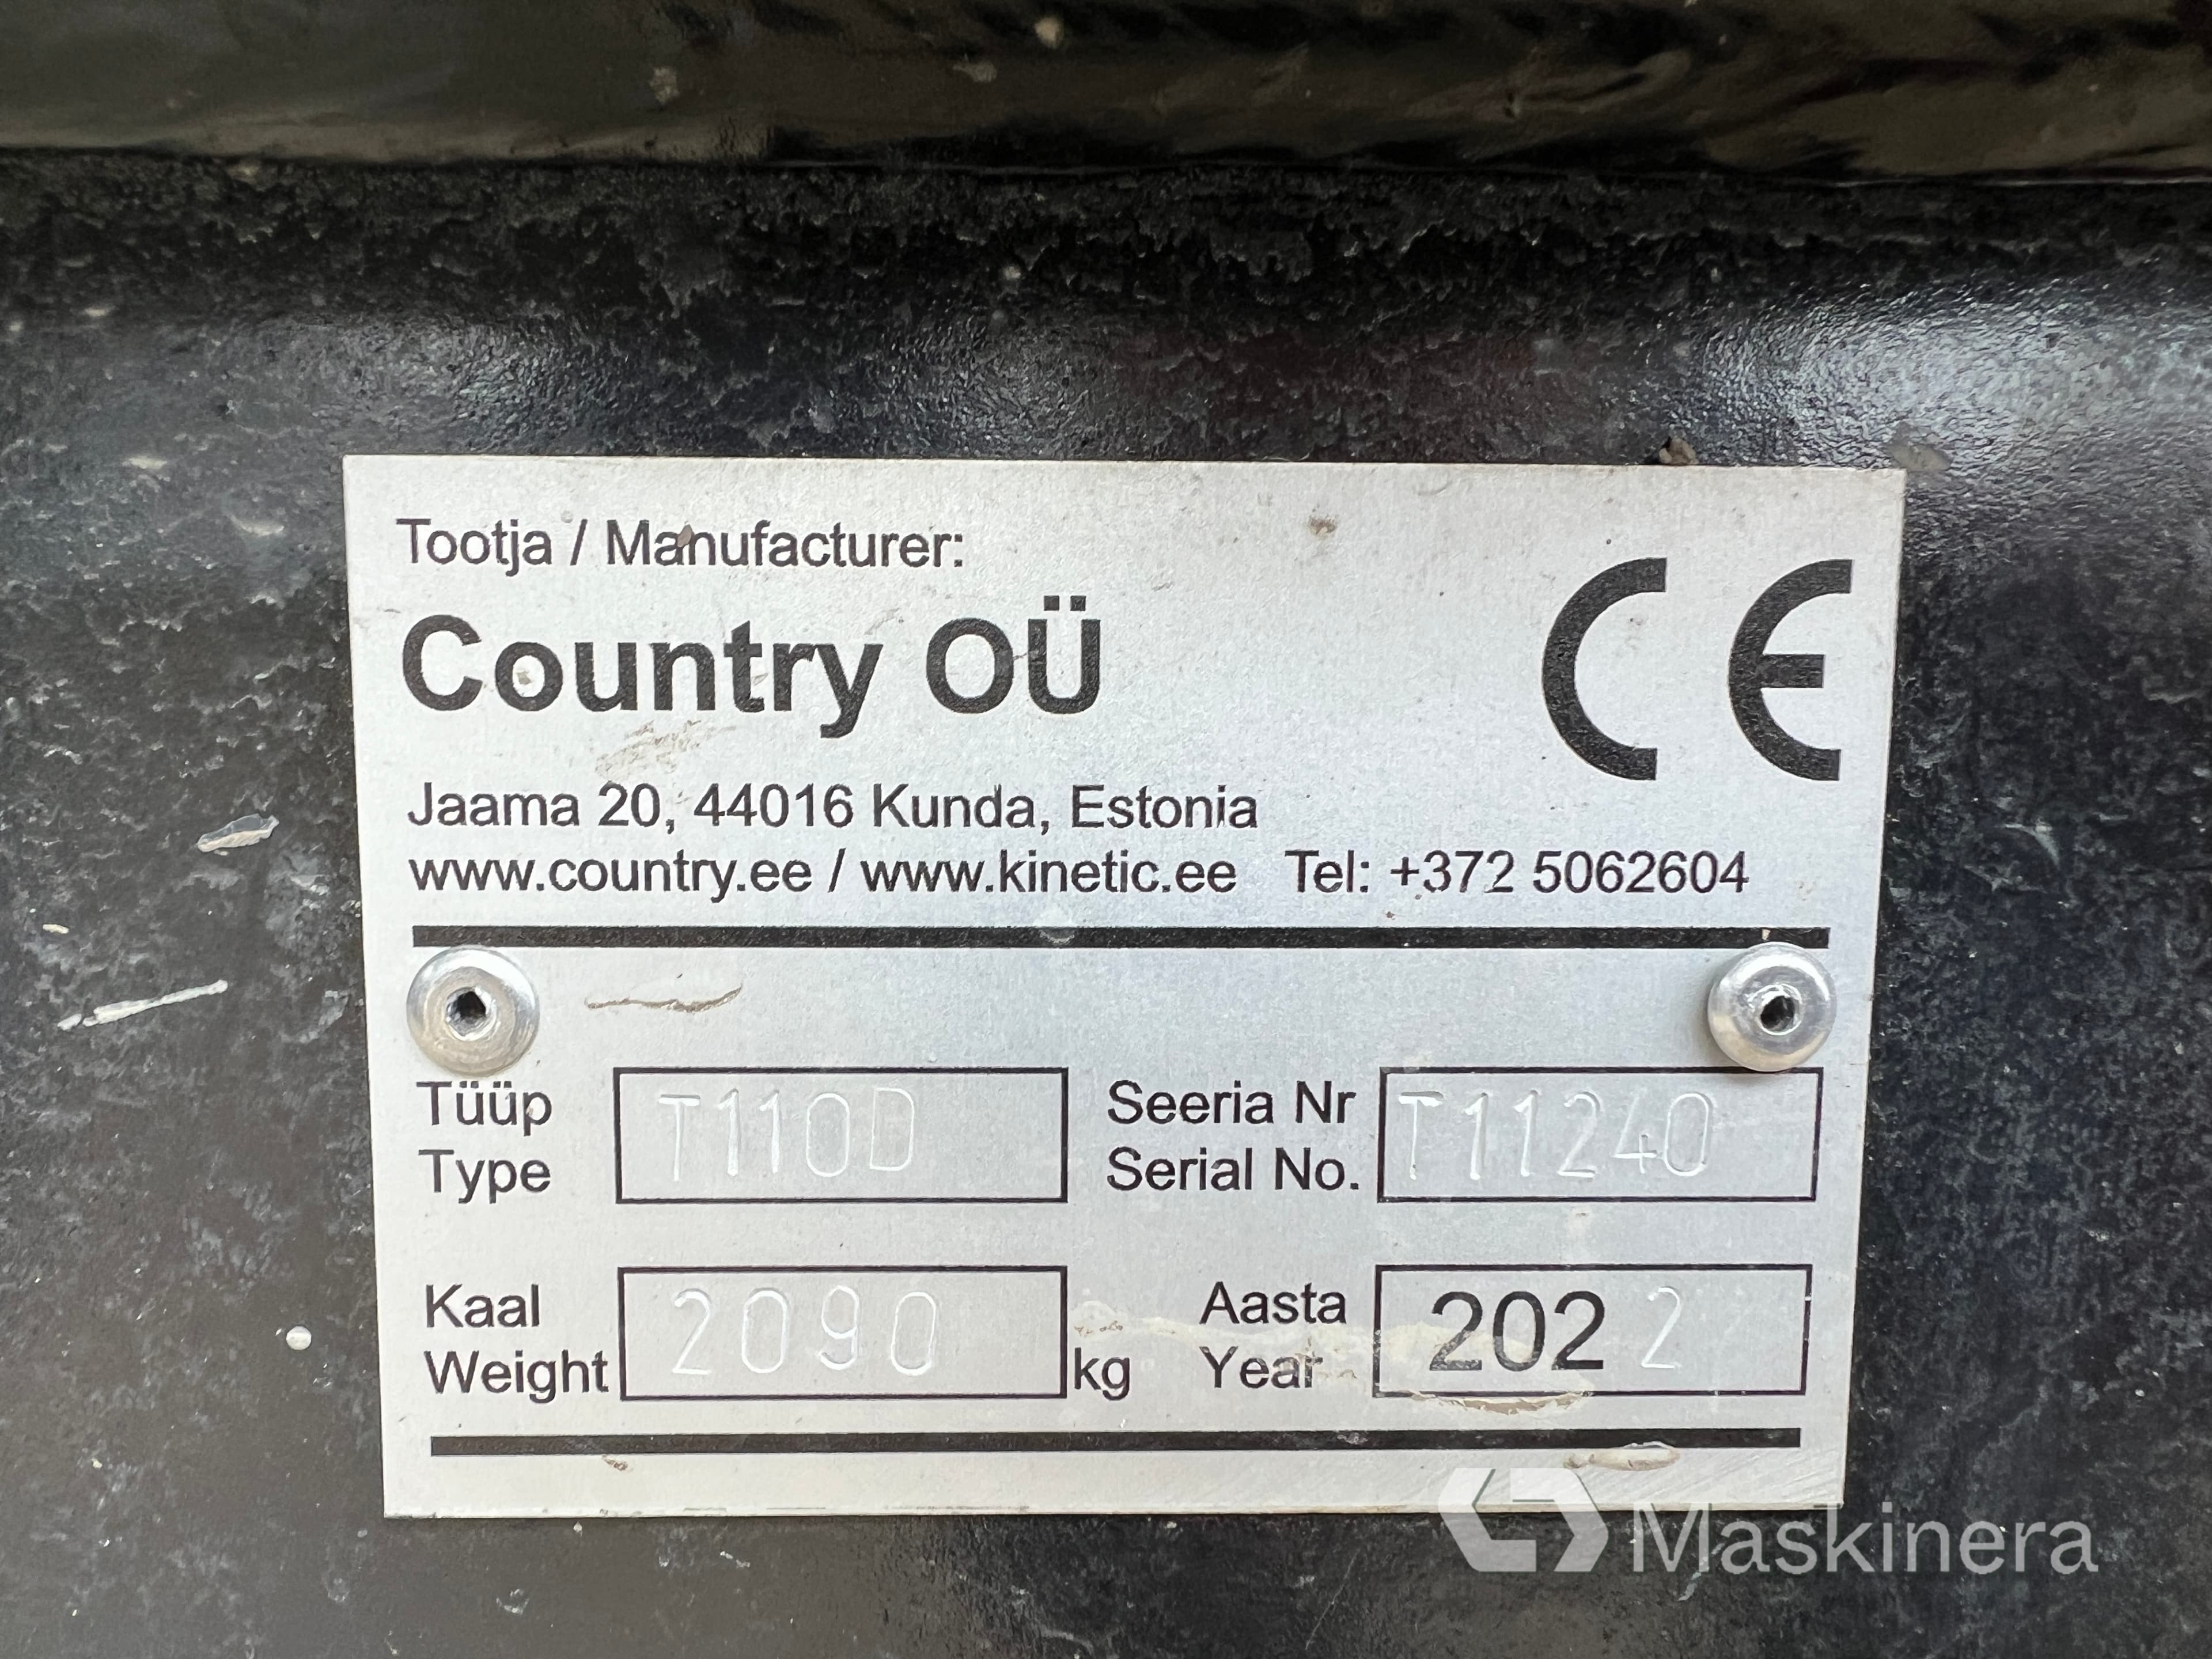 Tootja / Manufacturer:
Country OÜ
CE
Jaama 20, 44016 Kunda, Estonia
www.country.ee / www.kinetic.ee Tel: +372 5062604
Tüüp T110D Seeria Nr T11240
Type Serial No.
Kaal 2090 Aasta 2022
Weight kg Year
Maskinera